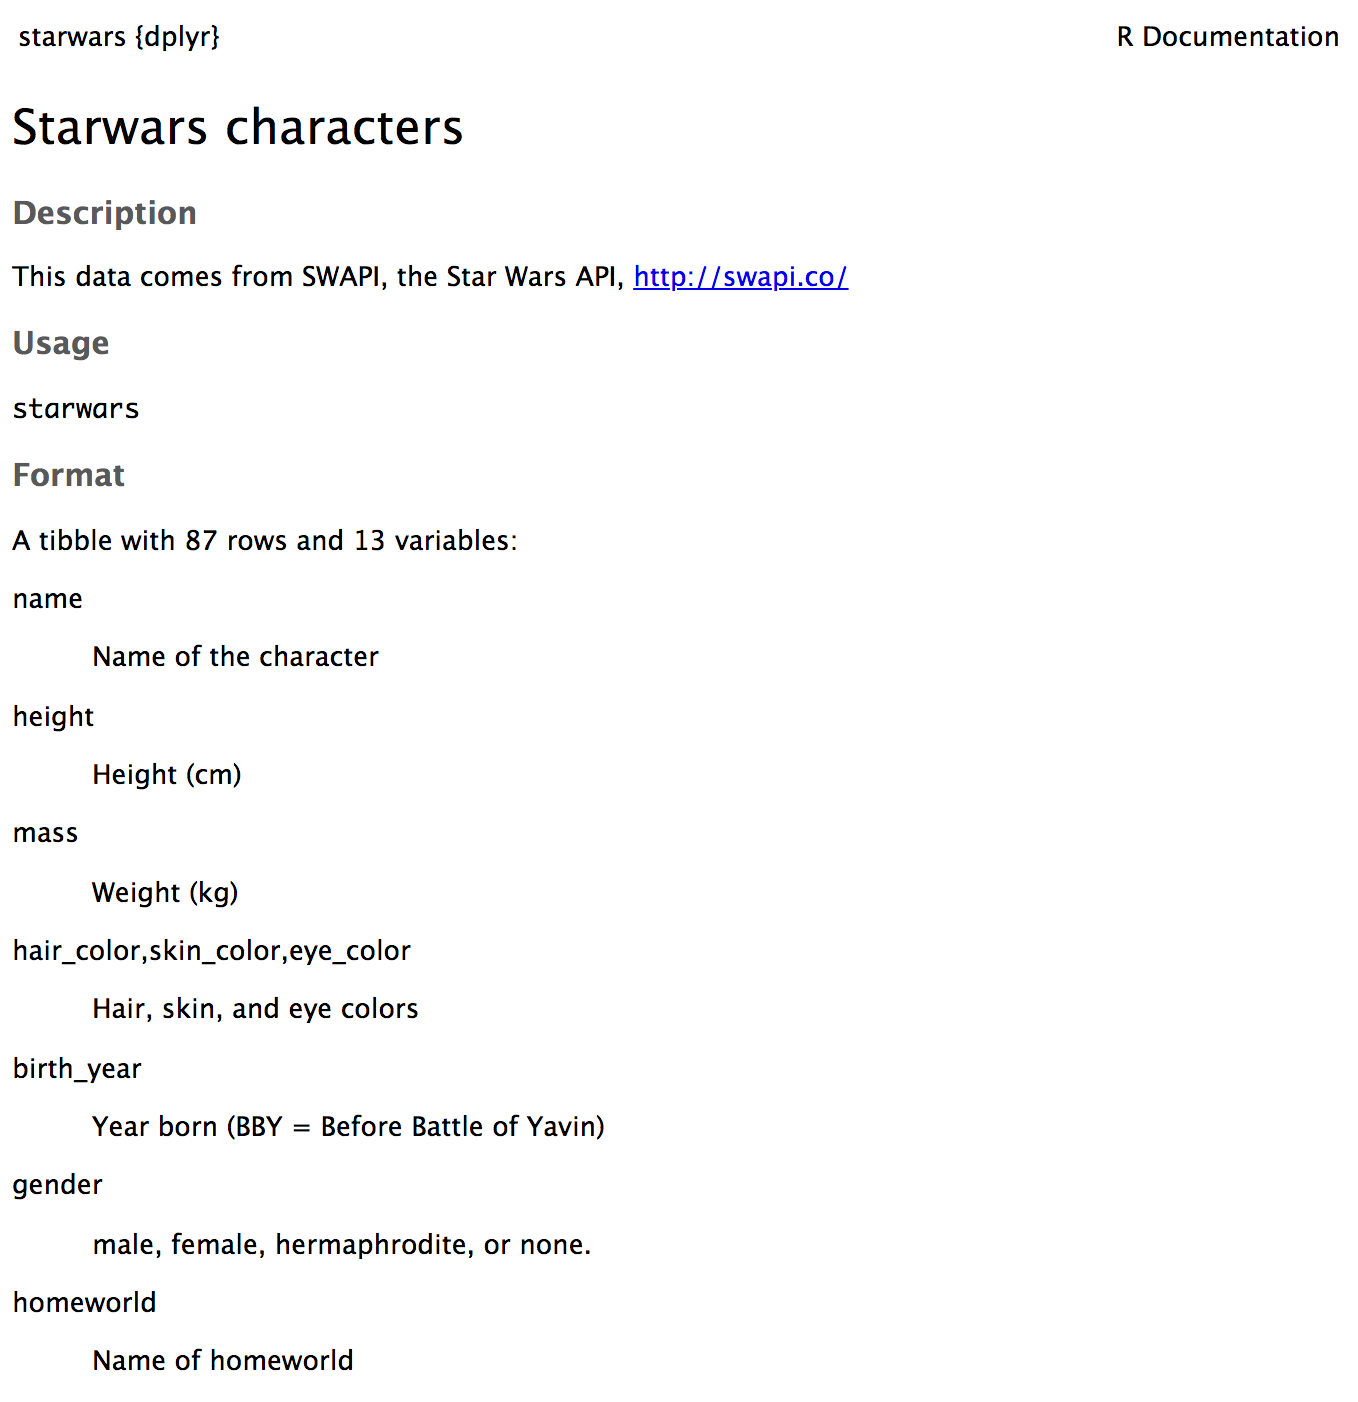 starwars {dplyr}
R Documentation
Starwars characters
Description
This data comes from SWAPI, the Star Wars API, http://swapi.co/
Usage
starwars
Format
A tibble with 87 rows and 13 variables:
name
Name of the character
height
Height (cm)
mass
Weight (kg)
hair_color,skin_color,eye_color
Hair, skin, and eye colors
birth_year
Year born (BBY = Before Battle of Yavin)
gender
male, female, hermaphrodite, or none.
homeworld
Name of homeworld